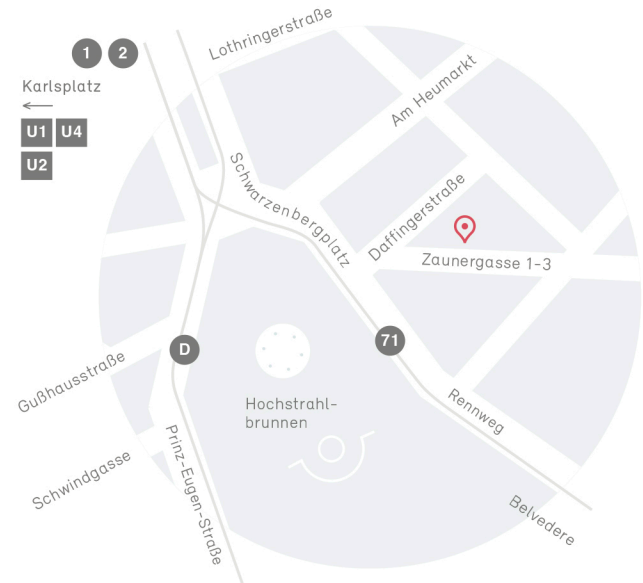 Lothringerstraße
1 2
Karlsplatz
U1 U4
U2
Am Heumarkt
Schwarzenbergplatz
Daffingerstraße
Zaunergasse 1-3
D
71
Gußhausstraße
Hochstrahl-
brunnen
Rennweg
Schwindgasse
Prinz-Eugen-Straße
Belvedere